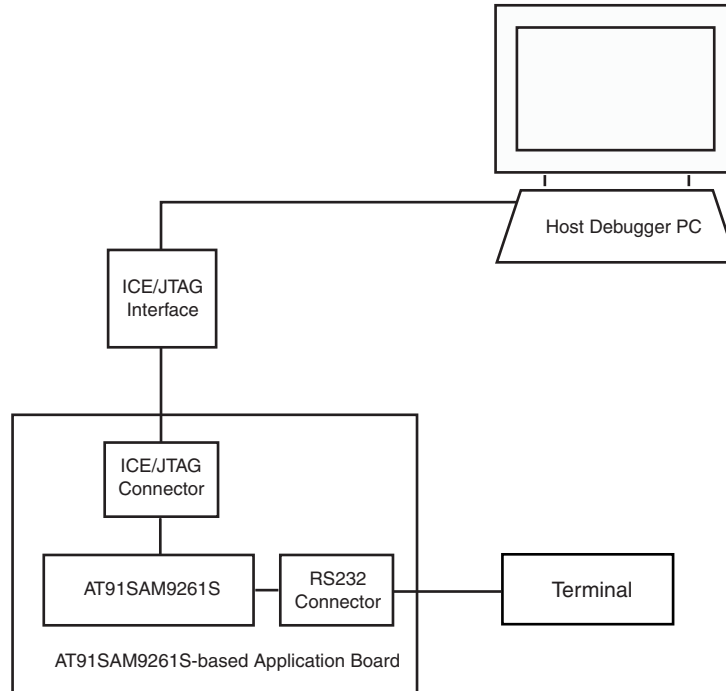 Host Debugger PC
ICE/JTAG
Interface
ICE/JTAG
Connector
AT91SAM9261S
RS232
Connector
Terminal
AT91SAM9261S-based Application Board